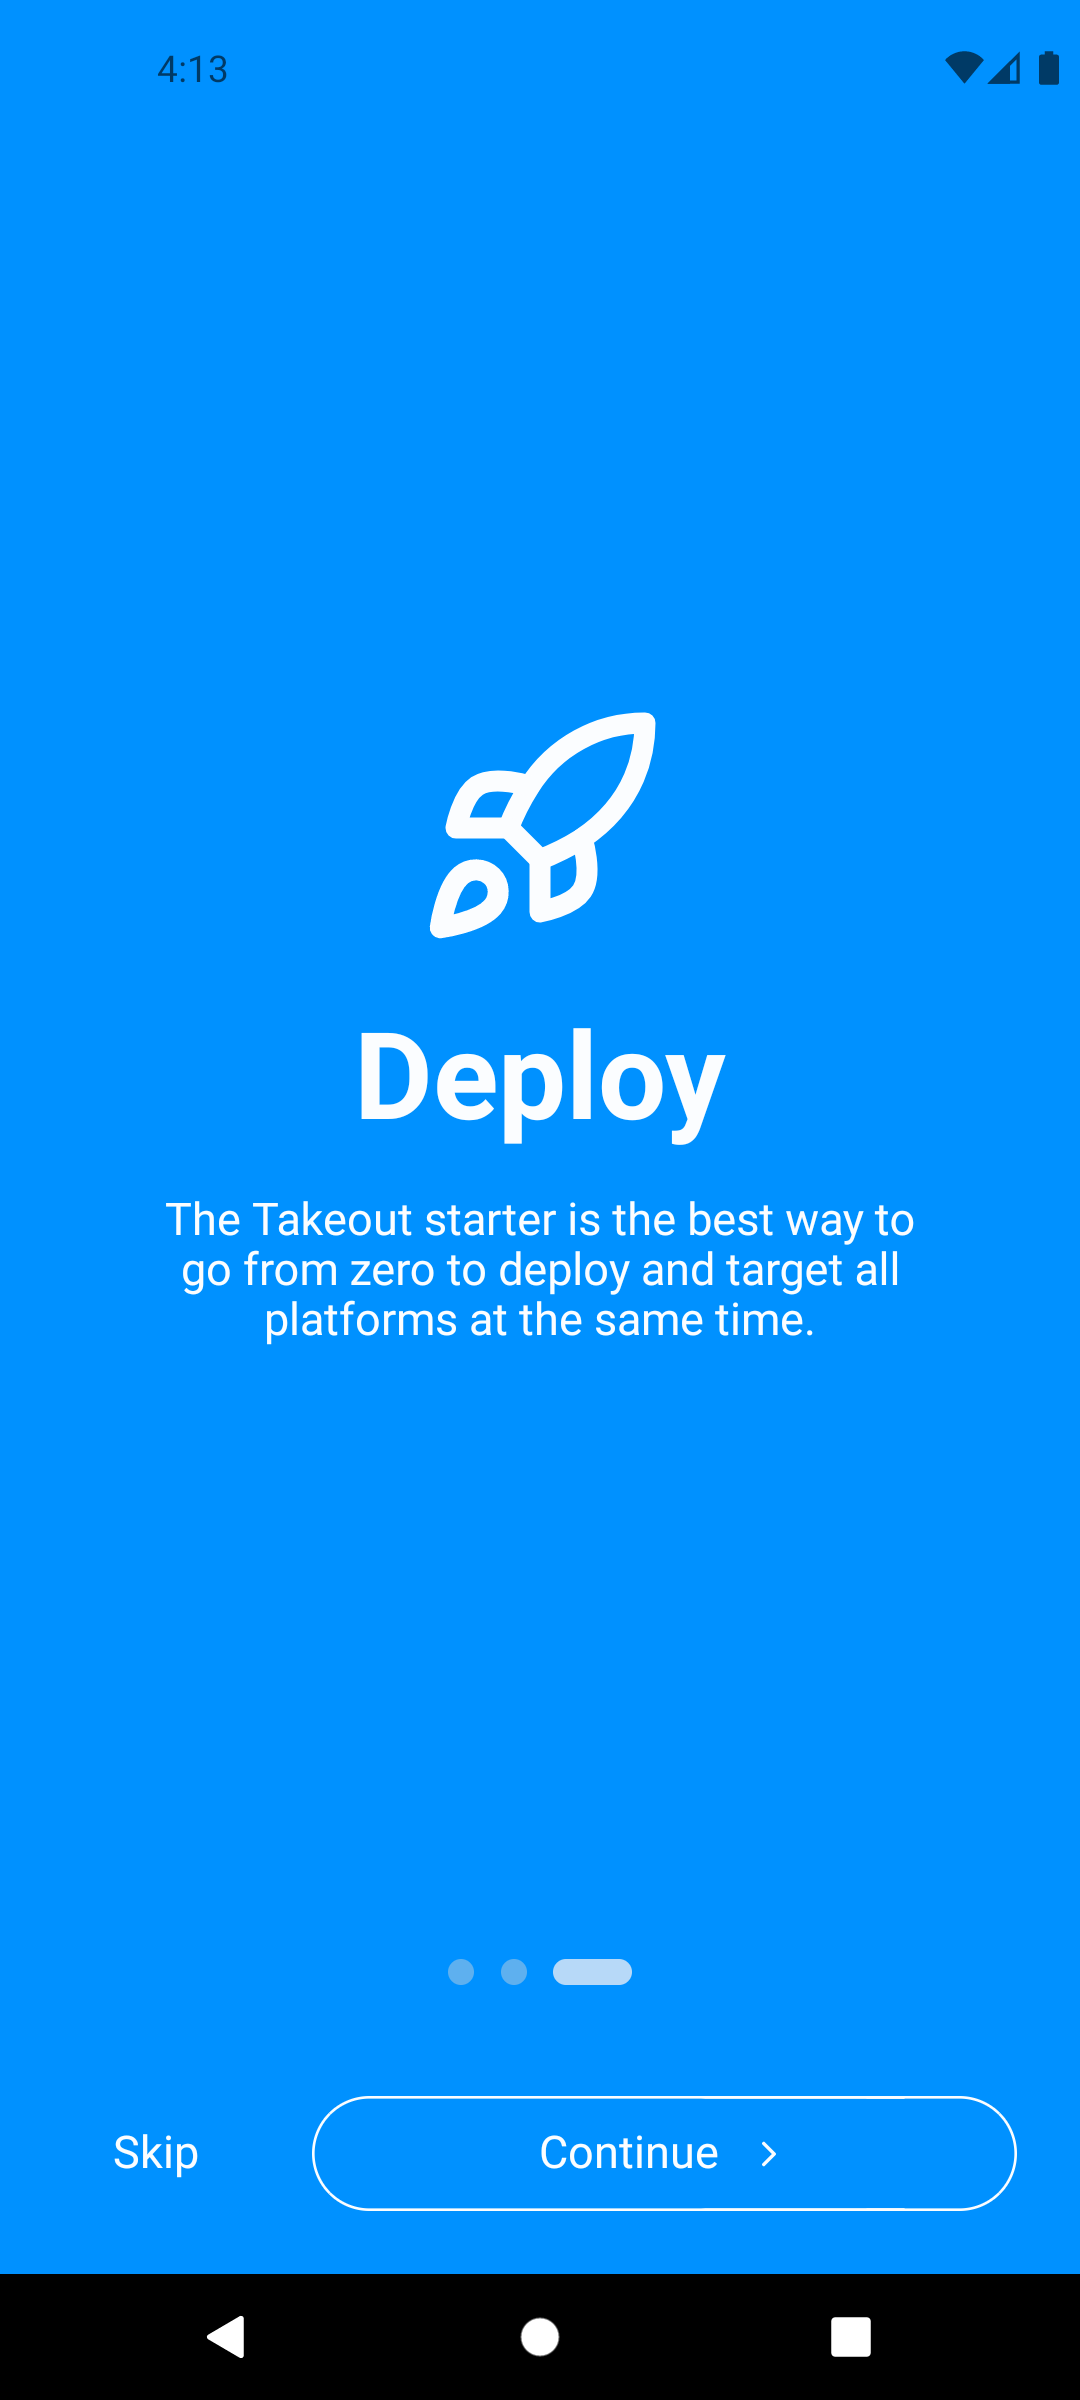 4:13
Deploy
The Takeout starter is the best way to
go from zero to deploy and target all
platforms at the same time.
Skip
Continue